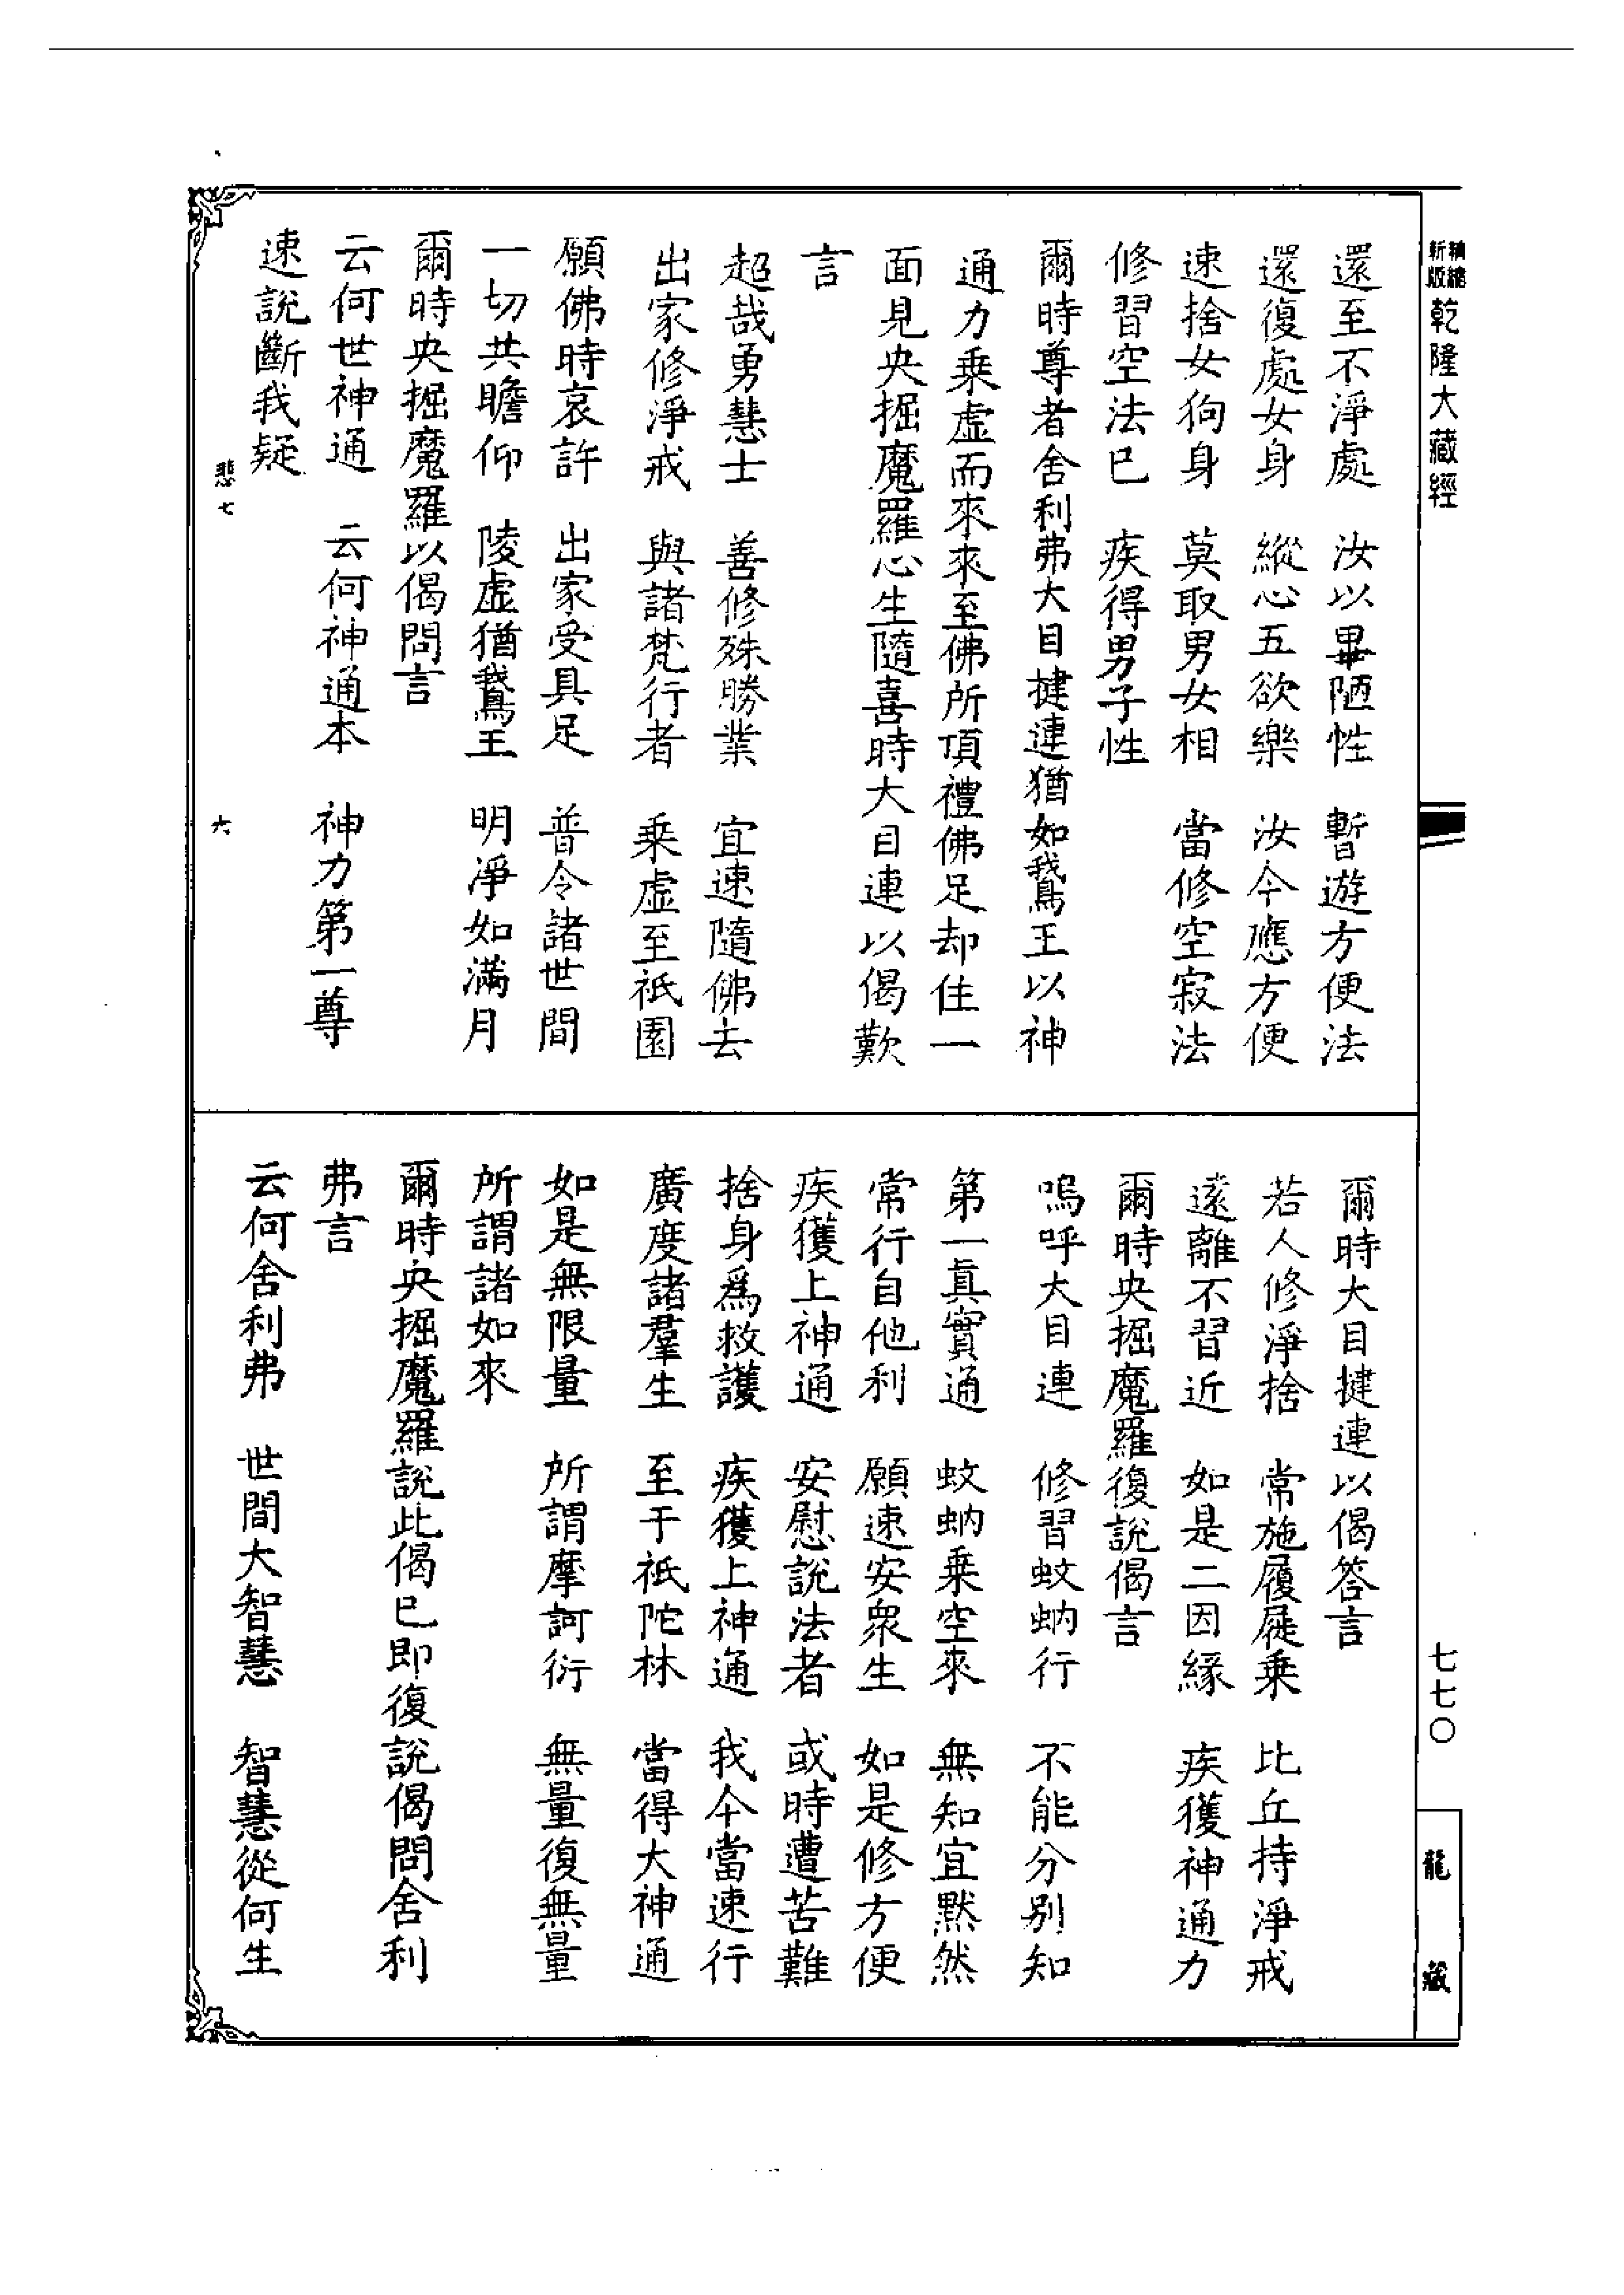 新版
精縮
乾隆大藏經
七七〇
龍藏
還至不淨處　汝以畢陋性　暫遊方便法
還復處女身　縱心五欲樂　汝今應方便
速捨女狗身　莫取男女相　當修空寂法
修習空法已　疾得男子性
爾時尊者舍利弗大目揵連猶如鵞王以神
通力乘虛而來來至佛所頂禮佛足却住一
面見央掘魔羅心生隨喜時大目連以偈歎
言
超哉勇慧士　善修殊勝業　宜速隨佛去
出家修淨戒　與諸梵行者　乘虛至祇園
願佛時哀許　出家受具足　普令諸世間
一切共瞻仰　陵虛猶鵞王　明淨如滿月
爾時央掘魔羅以偈問言
云何世神通　云何神通本　神力第一尊
速說斷我疑
悲七　六
爾時大目揵連以偈答言
若人修淨捨　常施履屣乘　比丘持淨戒
遠離不習近　如是二因緣　疾獲神通力
爾時央掘魔羅復說偈言
嗚呼大目連　修習蚊蚋行　不能分別知
第一真實通　蚊蚋乘空來　無知宜默然
常行自他利　願速安衆生　如是修方便
疾獲上神通　安慰說法者　或時遭苦難
捨身爲救護　疾獲上神通　我今當速行
廣度諸羣生　至于祇陀林　當得大神通
如是無限量　所謂摩訶衍　無量復無量
所謂諸如來
爾時央掘魔羅說此偈已即復說偈問舍利
弗言
云何舍利弗　世間大智慧　智慧從何生